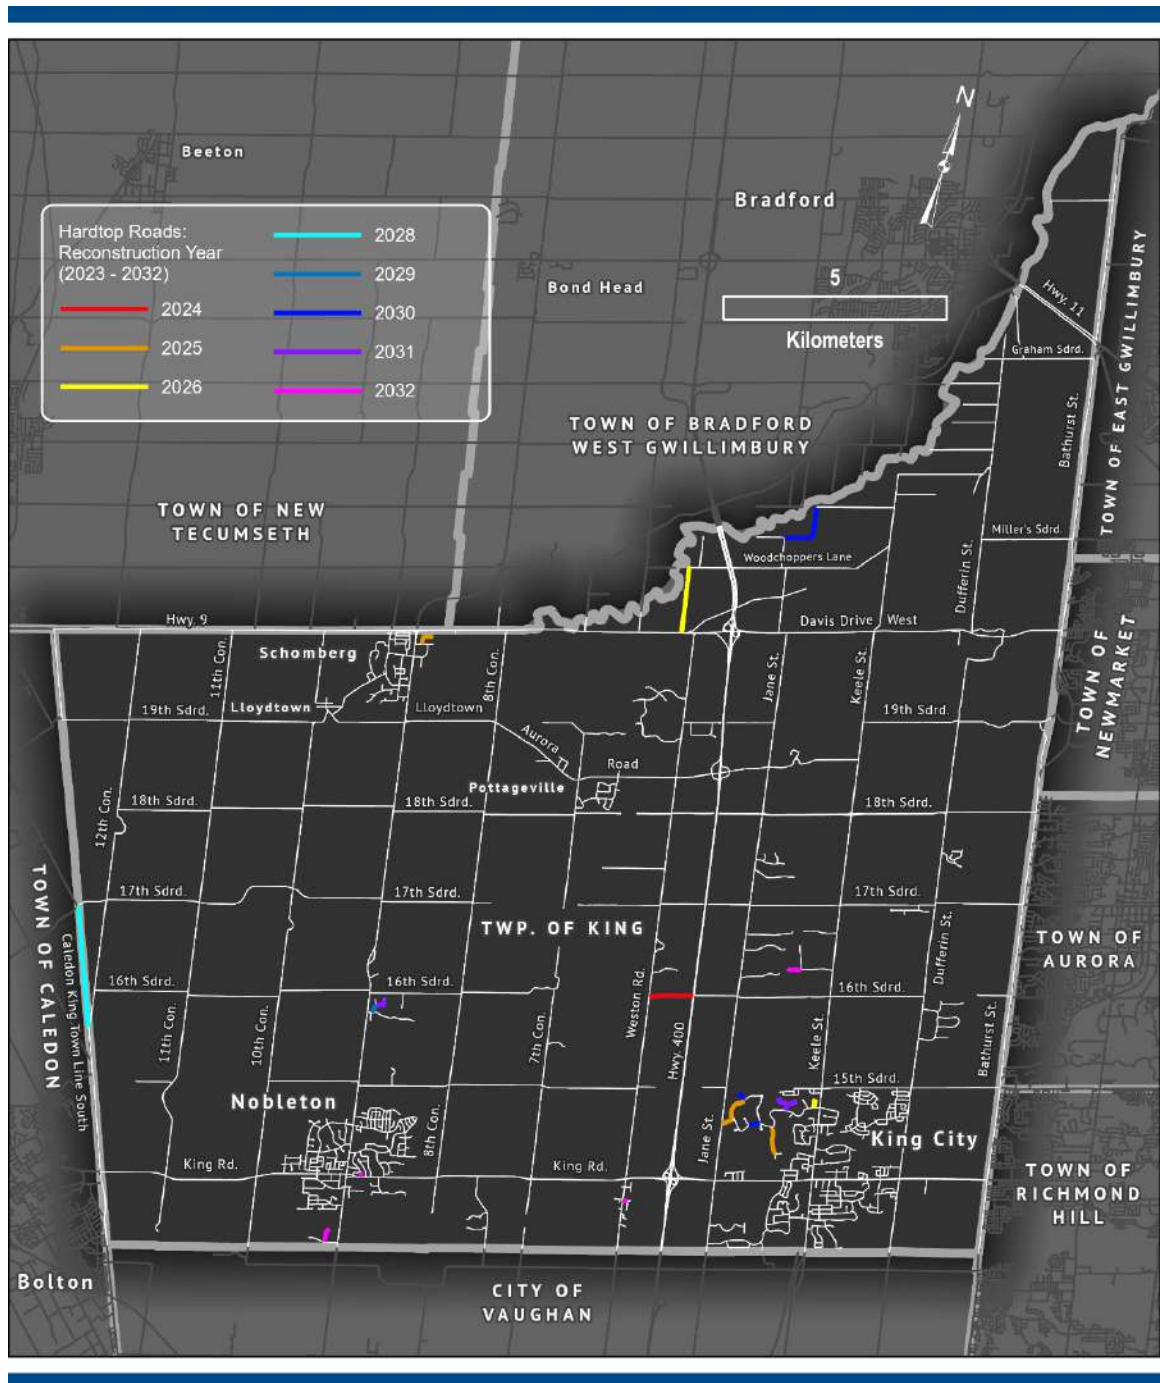 N
Beeton
Bradford
Hardtop Roads:
Reconstruction Year
(2023 - 2032)
2024
2025
2026
2028
2029
2030
2031
2032
Bond Head
5
Kilometers
Hwy. 11
Graham Sdrd.
TOWN OF EAST GWILLIMBURY
Bathurst St.
TOWN OF BRADFORD
WEST GWILLIMBURY
TOWN OF NEW
TECUMSETH
Miller's Sdrd.
Woodchoppers Lane
Dufferin St.
Hwy. 9
Davis Drive West
Schomberg
11th Con.
8th Con.
Jane St.
Keele St.
TOWN OF
NEWMARKET
19th Sdrd.
Lloydtown
Lloydtown
19th Sdrd.
Aurora
Road
Pottageville
12th Con.
18th Sdrd.
18th Sdrd.
18th Sdrd.
17th Sdrd.
17th Sdrd.
17th Sdrd.
TOWN OF CALEDON
Caledon King Town Line South
TWP. OF KING
Dufferin St.
TOWN OF
AURORA
16th Sdrd.
16th Sdrd.
16th Sdrd.
Weston Rd.
11th Con.
10th Con.
7th Con.
Hwy. 400
Keele St.
Bathurst St.
15th Sdrd.
Nobleton
8th Con.
Jane St.
King City
King Rd.
King Rd.
TOWN OF
RICHMOND
HILL
Bolton
CITY OF
VAUGHAN